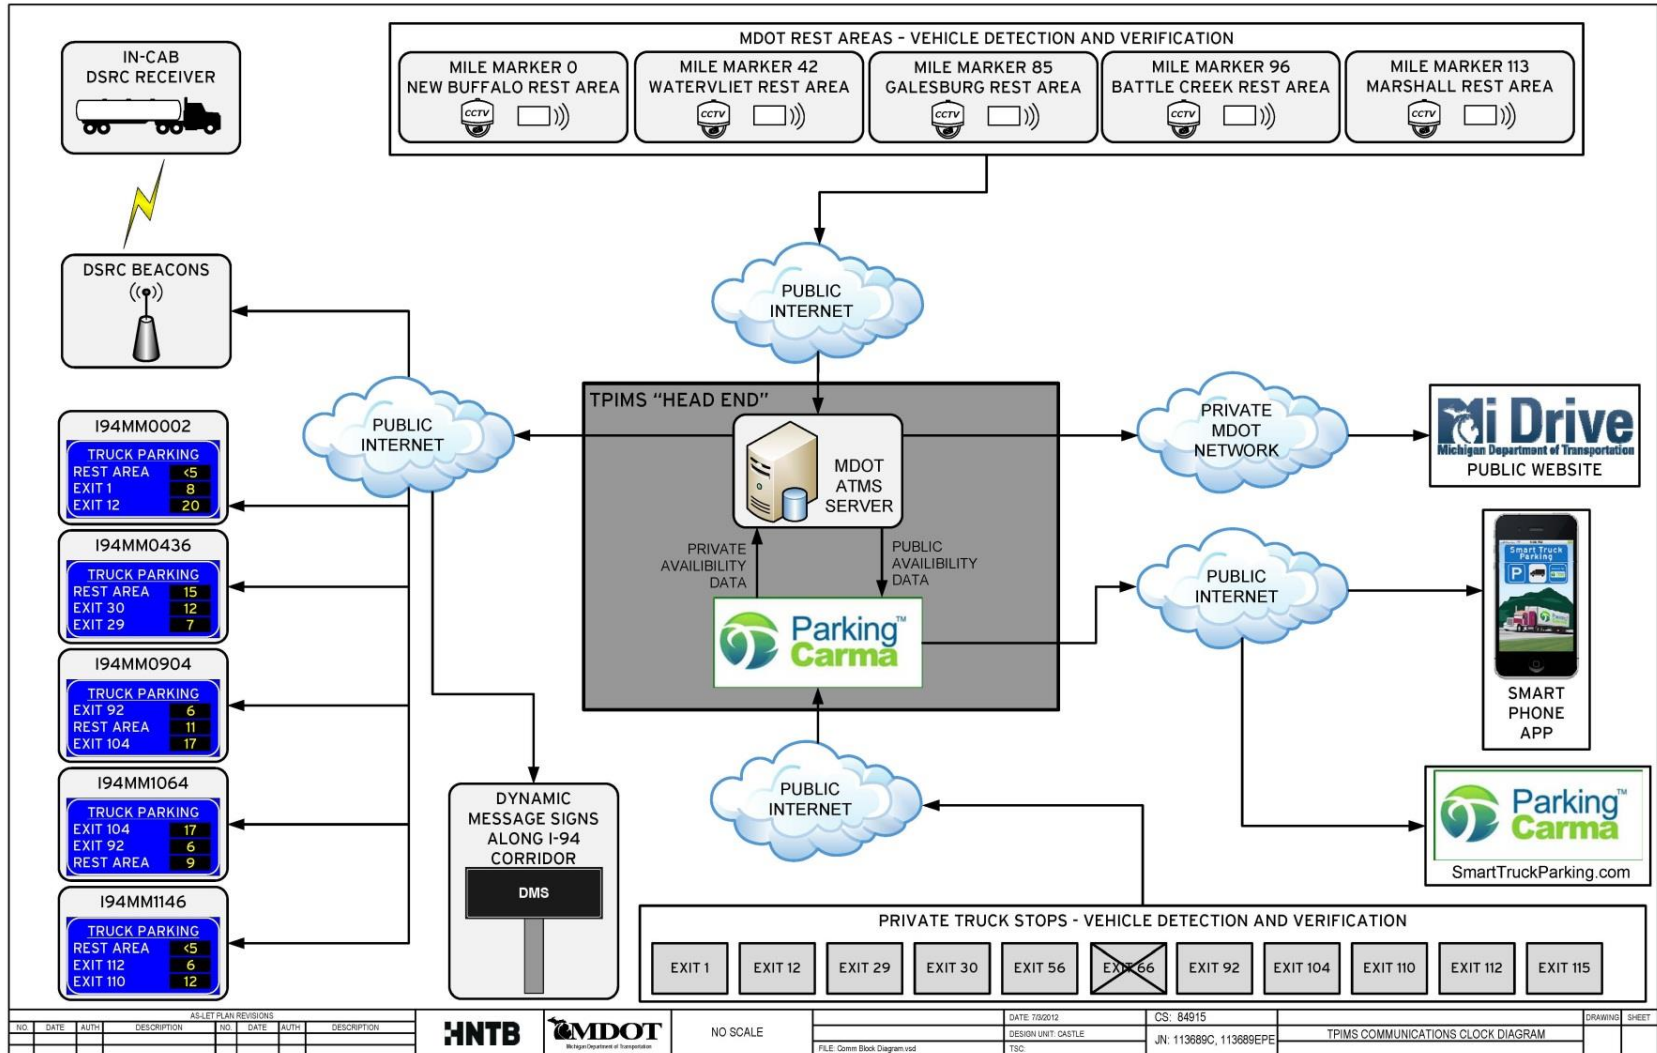 IN-CAB
DSRC RECEIVER
MDOT REST AREAS - VEHICLE DETECTION AND VERIFICATION
MILE MARKER 0
NEW BUFFALO REST AREA
CCTV
MILE MARKER 42
WATERVLIET REST AREA
CCTV
MILE MARKER 85
GALESBURG REST AREA
CCTV
MILE MARKER 96
BATTLE CREEK REST AREA
CCTV
MILE MARKER 113
MARSHALL REST AREA
CCTV
DSRC BEACONS
PUBLIC
INTERNET
PUBLIC
INTERNET
TPIMS “HEAD END”
MDOT
ATMS
SERVER
PRIVATE
AVAILIBILITY
DATA
PUBLIC
AVAILIBILITY
DATA
Parking™
Carma
PRIVATE
MDOT
NETWORK
Mi Drive
Michigan Department of Transportation
PUBLIC WEBSITE
PUBLIC
INTERNET
Smart Truck
Parking
P
SMART
PHONE
APP
Parking™
Carma
SmartTruckParking.com
I94MM0002
TRUCK PARKING
REST AREA <5
EXIT 1 8
EXIT 12 20
I94MM0436
TRUCK PARKING
REST AREA 15
EXIT 30 12
EXIT 29 7
I94MM0904
TRUCK PARKING
EXIT 92 6
REST AREA 11
EXIT 104 17
I94MM1064
TRUCK PARKING
EXIT 104 17
EXIT 92 6
REST AREA 9
I94MM1146
TRUCK PARKING
REST AREA <5
EXIT 112 6
EXIT 110 12
DYNAMIC
MESSAGE SIGNS
ALONG I-94
CORRIDOR
DMS
PUBLIC
INTERNET
PRIVATE TRUCK STOPS - VEHICLE DETECTION AND VERIFICATION
EXIT 1 EXIT 12 EXIT 29 EXIT 30 EXIT 56 EXIT 66 EXIT 92 EXIT 104 EXIT 110 EXIT 112 EXIT 115
AS-LET PLAN REVISIONS
NO. DATE AUTH DESCRIPTION NO. DATE AUTH DESCRIPTION
HNTB
MDOT
Michigan Department of Transportation
NO SCALE
FILE: Comm Block Diagram.vsd
DATE: 7/3/2012
DESIGN UNIT: CASTLE
TSC:
CS: 84915
JN: 113689C, 113689EPE
TPIMS COMMUNICATIONS CLOCK DIAGRAM
DRAWING SHEET